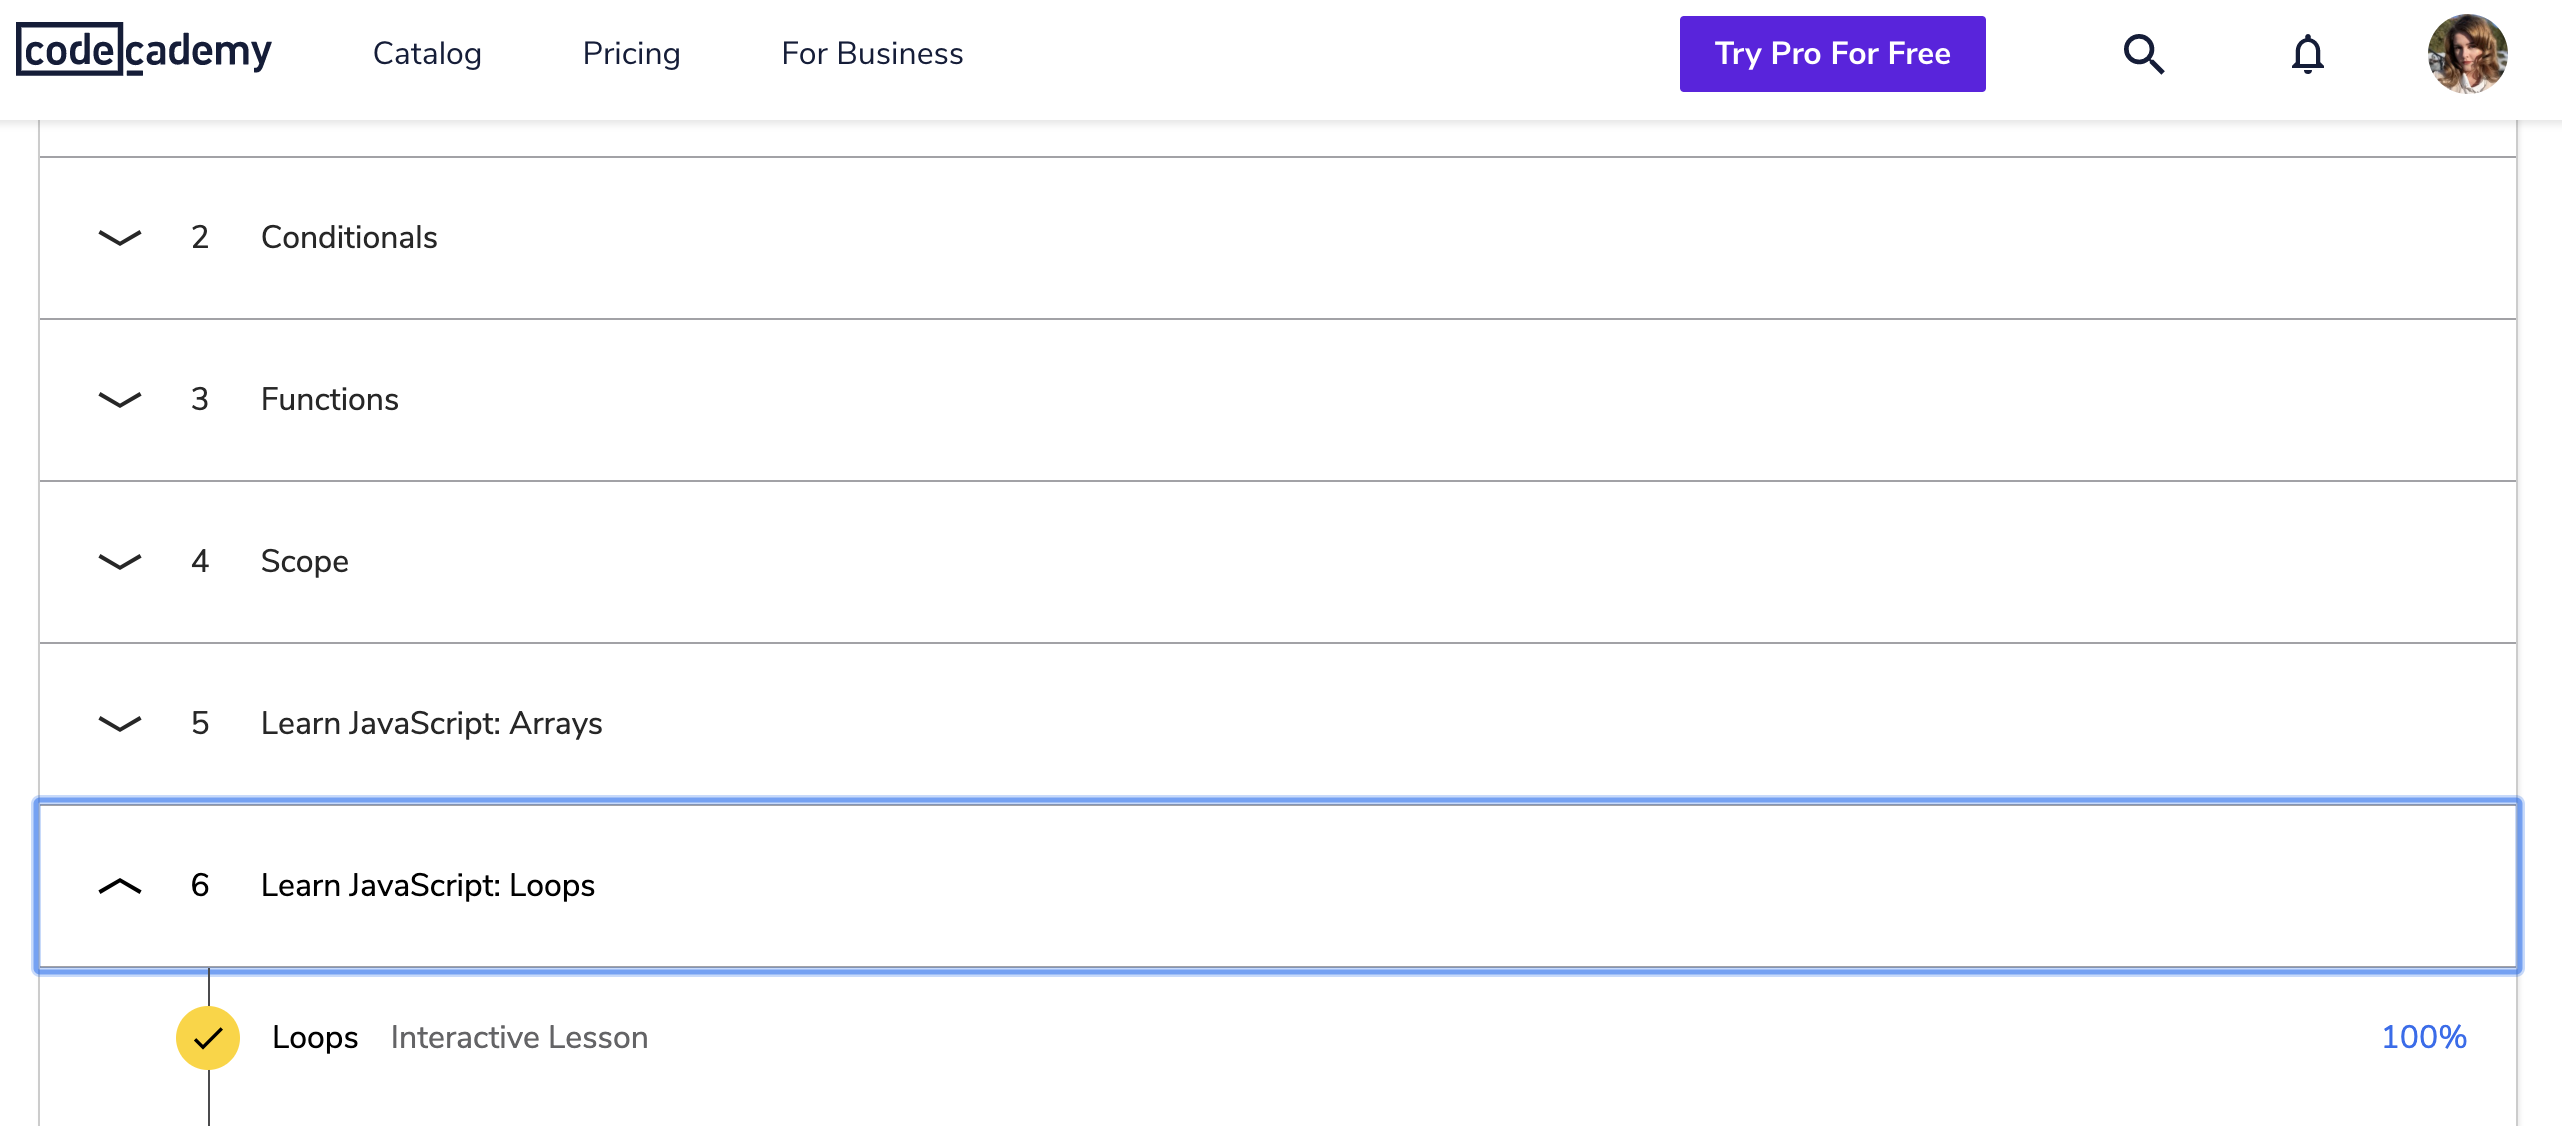 codecademy Catalog Pricing For Business Try Pro For Free
2 Conditionals
3 Functions
4 Scope
5 Learn JavaScript: Arrays
6 Learn JavaScript: Loops
Loops Interactive Lesson 100%